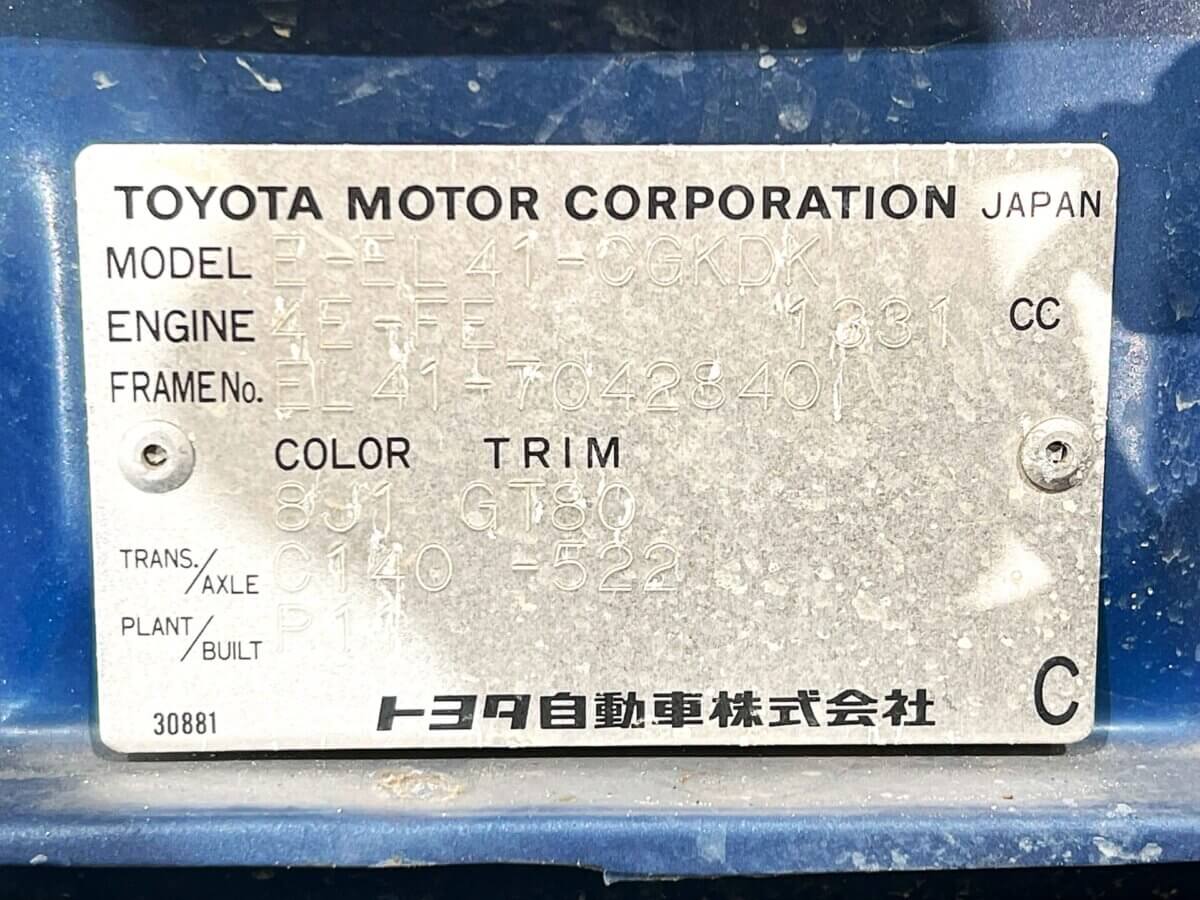 TOYOTA MOTOR CORPORATION JAPAN
MODEL E-EL41-CGKDK
ENGINE 4E-FE 1331 CC
FRAME No. EL41-7042840
COLOR TRIM
8J1 GT80
TRANS./AXLE C140 -522
PLANT/BUILT P11
30881 トヨタ自動車株式会社 C